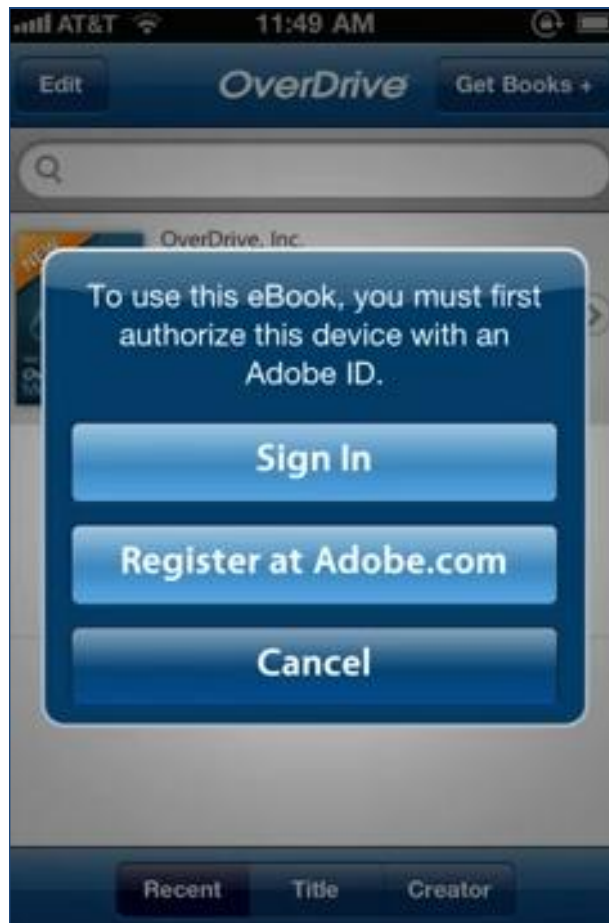 AT&T 11:49 AM
Edit OverDrive Get Books +
NEW
OverDrive, Inc.
To use this eBook, you must first
authorize this device with an
Adobe ID.
Sign In
Register at Adobe.com
Cancel
Recent Title Creator